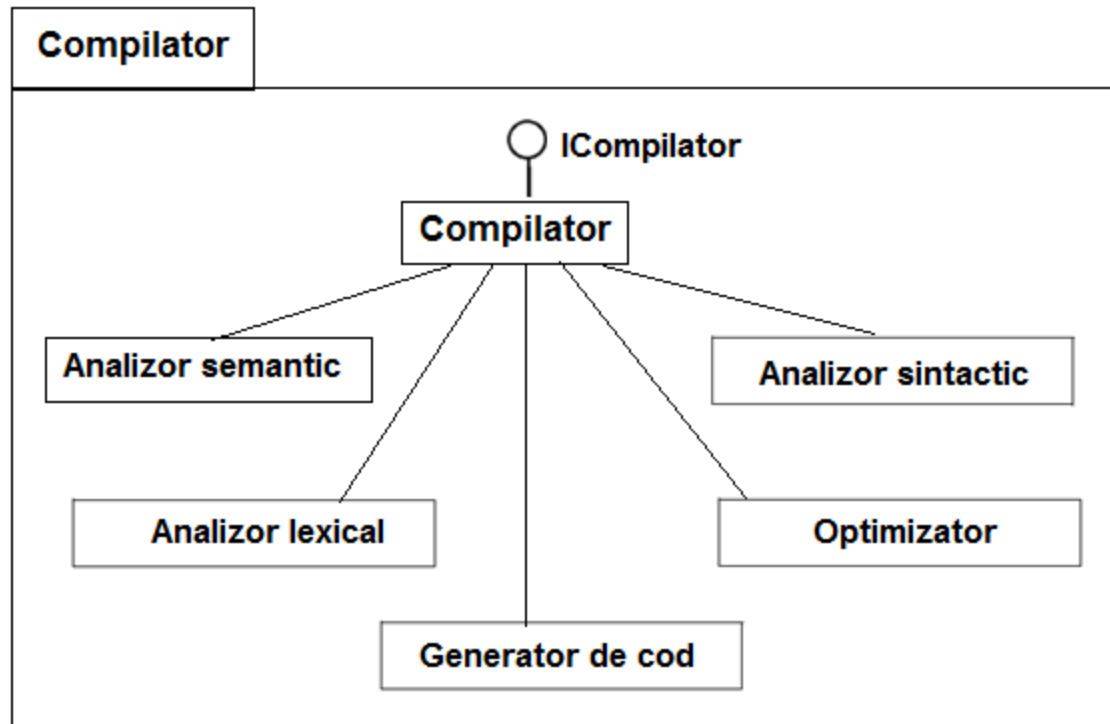 Compilator
ICompilator
Compilator
Analizor semantic
Analizor sintactic
Analizor lexical
Optimizator
Generator de cod